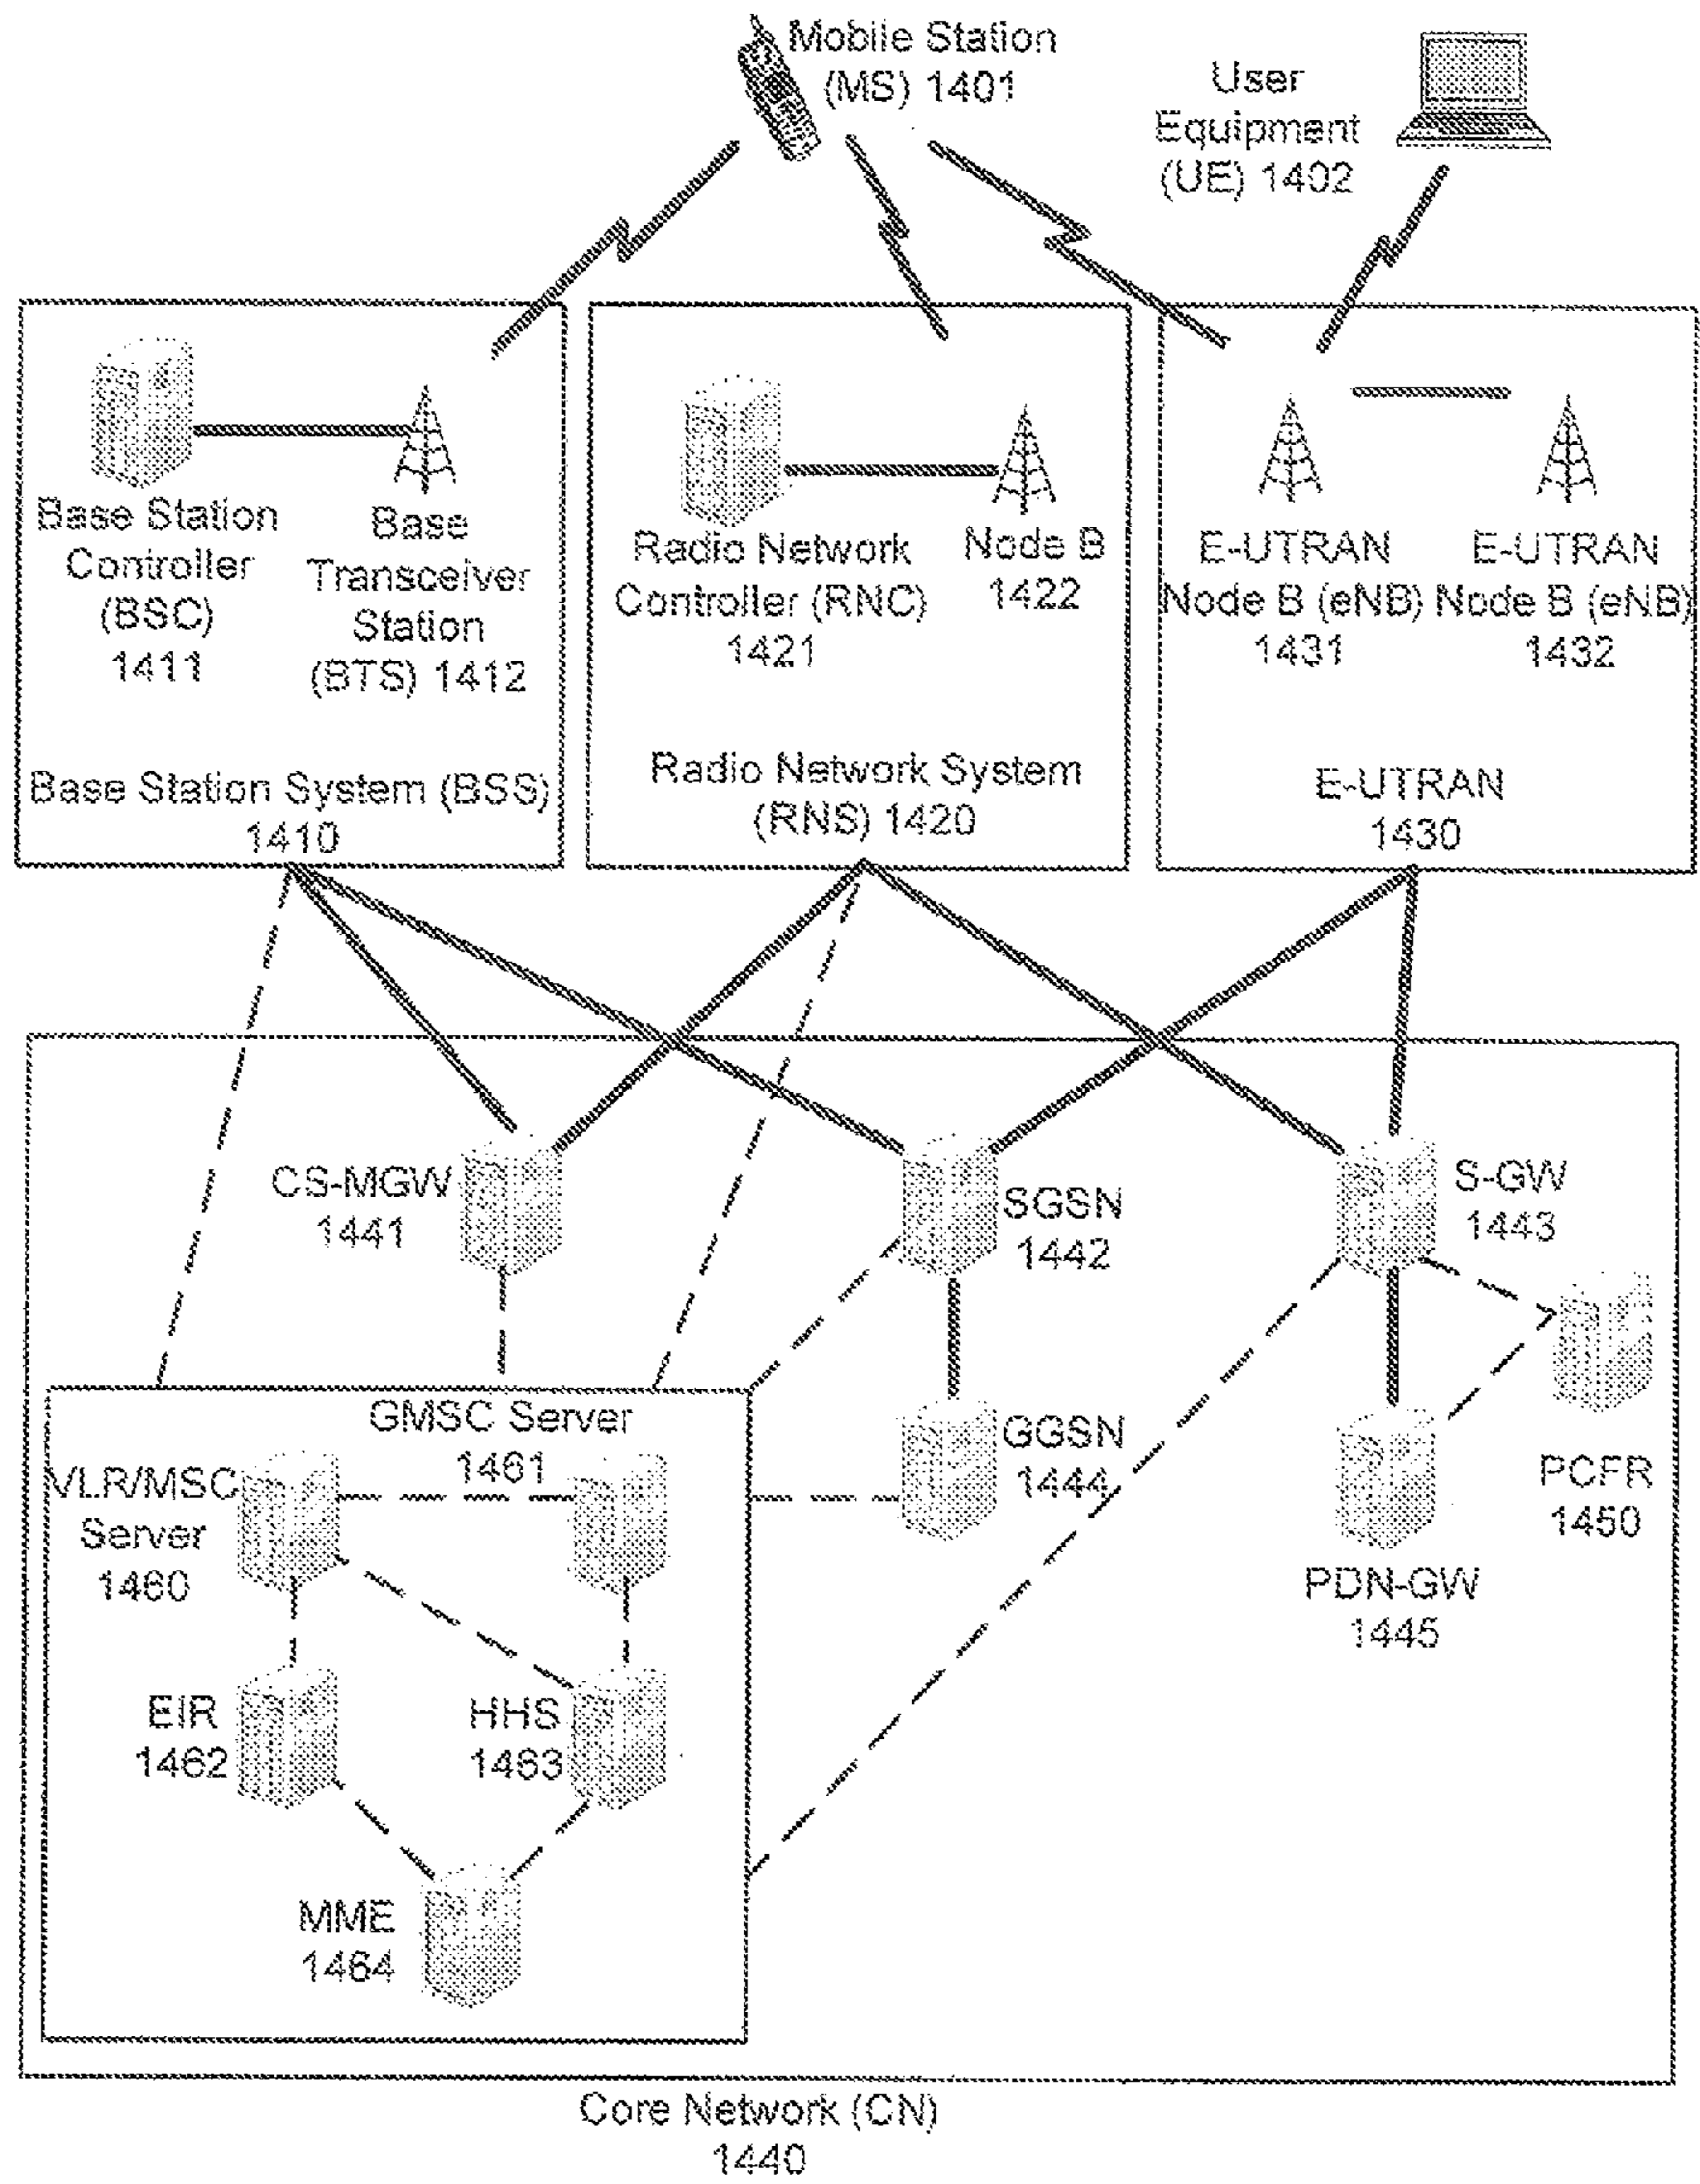 Mobile Station
(MS) 1401
User
Equipment
(UE) 1402
Base Station
Controller
(BSC)
1411
Base
Transceiver
Station
(BTS) 1412
Base Station System (BSS)
1410
Radio Network
Controller (RNC)
1421
Node B
1422
Radio Network System
(RNS) 1420
E-UTRAN
Node B (eNB)
1431
E-UTRAN
Node B (eNB)
1432
E-UTRAN
1430
CS-MGW
1441
SGSN
1442
S-GW
1443
GMSC Server
1461
VLR/MSC
Server
1460
GGSN
1444
PCFR
1450
PDN-GW
1445
EIR
1462
HHS
1463
MME
1464
Core Network (CN)
1440